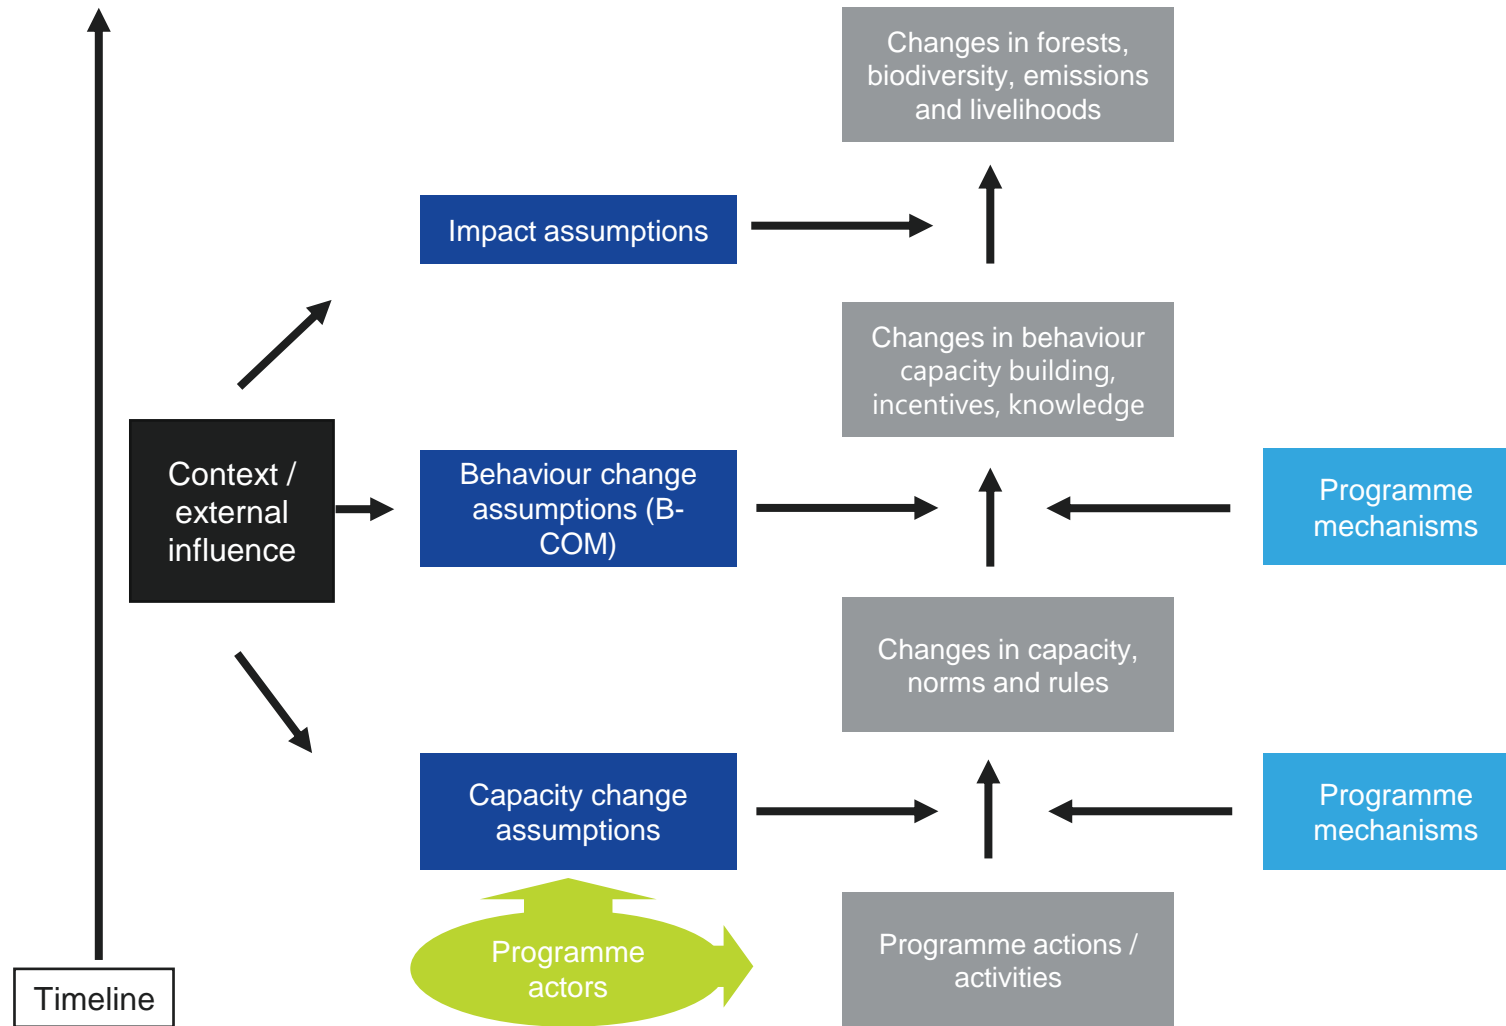 Changes in forests,
biodiversity, emissions
and livelihoods
Impact assumptions
Changes in behaviour
capacity building,
incentives, knowledge
Context /
external
influence
Behaviour change
assumptions (B-
COM)
Programme
mechanisms
Changes in capacity,
norms and rules
Capacity change
assumptions
Programme
mechanisms
Programme
actors
Programme actions /
activities
Timeline